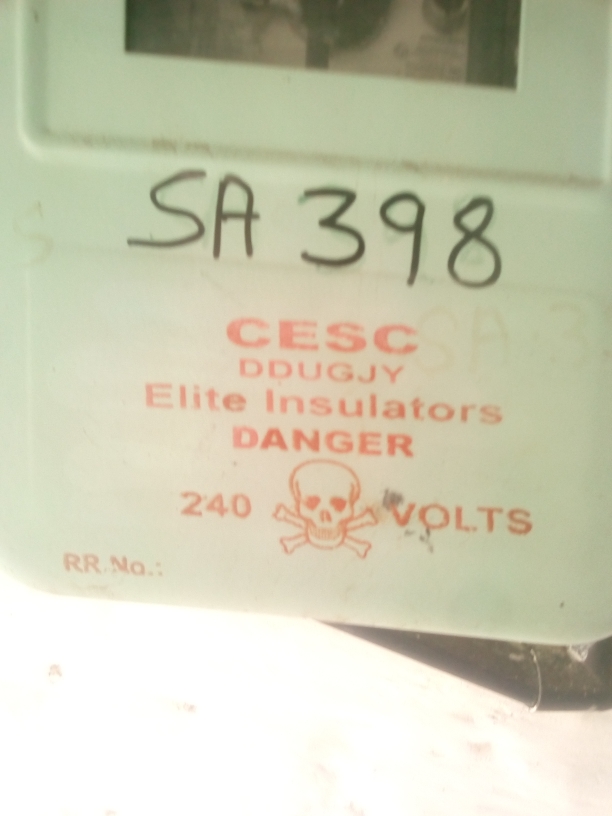 SA 398
CESC
DDUGJY
Elite Insulators
DANGER
240 VOLTS
RR.No.: